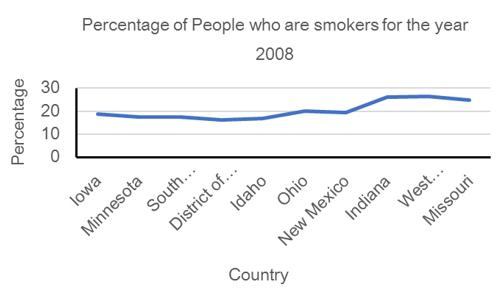 Percentage of People who are smokers for the year
2008
Percentage
30
20
10
0
Iowa
Minnesota
South…
District of…
Idaho
Ohio
New Mexico
Indiana
West…
Missouri
Country